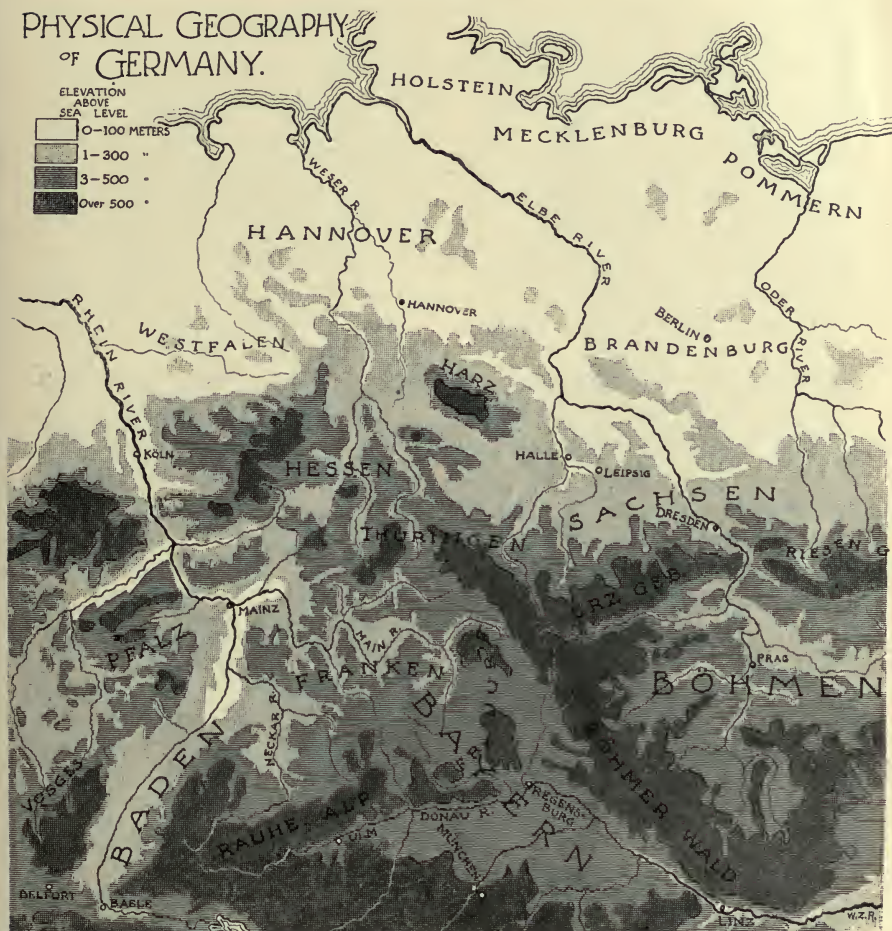 PHYSICAL GEOGRAPHY
OF GERMANY.
ELEVATION
ABOVE
SEA LEVEL
0-100 METERS
1-300 "
3-500 "
Over 500 "
HOLSTEIN
MECKLENBURG
POMMERN
WESER R.
ELBE RIVER
HANNOVER
HANNOVER
ODER RIVER
RHEIN RIVER
WESTFALEN
BERLIN
BRANDENBURG
HARZ
KÖLN
HESSEN
HALLE
LEIPSIG
SACHSEN
DRESDEN
THÜRINGEN
RIESEN G
ERZ GEB
MAINZ
PFALZ
MAIN R.
FRANKEN
PRAG
BÖHMEN
NECKAR R.
BAYERN
VOSGES
BADEN
BÖHMER WALD
REGENSBURG
DONAU R.
RAUHE ALP
ULM
MÜNCHEN
BELFORT
BASLE
LINZ
W.Z.R.